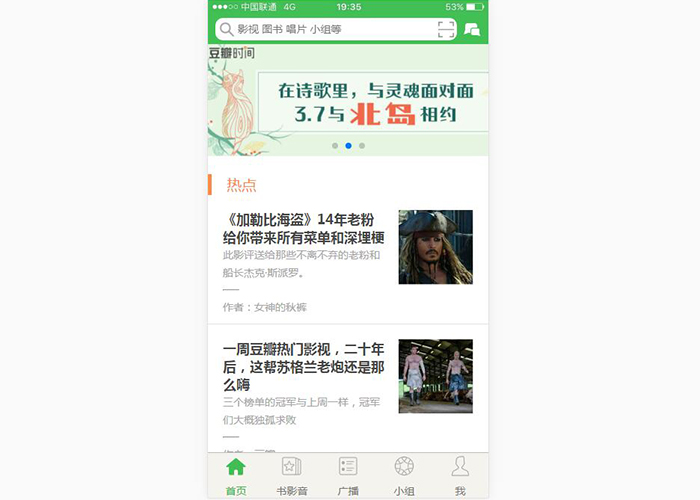 中国联通 4G 19:35 53%
影视 图书 唱片 小组等
豆瓣时间
在诗歌里，与灵魂面对面
3.7与北岛相约
热点
《加勒比海盗》14年老粉
给你带来所有菜单和深埋梗
此影评送给那些不离不弃的老粉和
船长杰克·斯派罗。
作者：女神的秋裤
一周豆瓣热门影视，二十年
后，这帮苏格兰老炮还是那
么嗨
三个榜单的冠军与上周一样，冠军
们大概独孤求败
首页 书影音 广播 小组 我